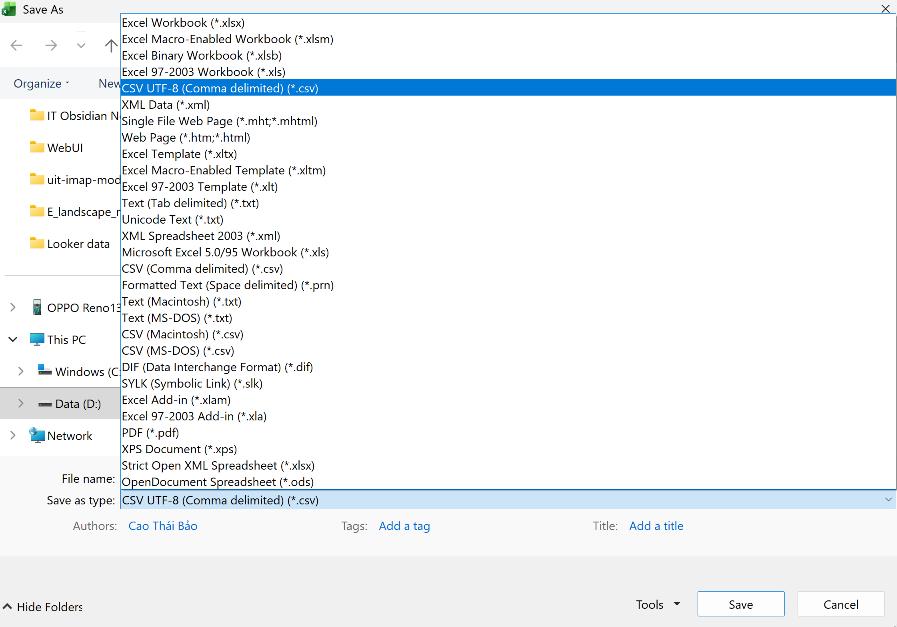 Save As
Organize
New
IT Obsidian N
WebUI
uit-imap-mod
E_landscape_r
Looker data
OPPO Reno13
This PC
Windows (C
Data (D:)
Network
Excel Workbook (*.xlsx)
Excel Macro-Enabled Workbook (*.xlsm)
Excel Binary Workbook (*.xlsb)
Excel 97-2003 Workbook (*.xls)
CSV UTF-8 (Comma delimited) (*.csv)
XML Data (*.xml)
Single File Web Page (*.mht;*.mhtml)
Web Page (*.htm;*.html)
Excel Template (*.xltx)
Excel Macro-Enabled Template (*.xltm)
Excel 97-2003 Template (*.xlt)
Text (Tab delimited) (*.txt)
Unicode Text (*.txt)
XML Spreadsheet 2003 (*.xml)
Microsoft Excel 5.0/95 Workbook (*.xls)
CSV (Comma delimited) (*.csv)
Formatted Text (Space delimited) (*.prn)
Text (Macintosh) (*.txt)
Text (MS-DOS) (*.txt)
CSV (Macintosh) (*.csv)
CSV (MS-DOS) (*.csv)
DIF (Data Interchange Format) (*.dif)
SYLK (Symbolic Link) (*.slk)
Excel Add-in (*.xlam)
Excel 97-2003 Add-in (*.xla)
PDF (*.pdf)
XPS Document (*.xps)
Strict Open XML Spreadsheet (*.xlsx)
OpenDocument Spreadsheet (*.ods)
File name:
Save as type: CSV UTF-8 (Comma delimited) (*.csv)
Authors: Cao Thái Bảo Tags: Add a tag Title: Add a title
Hide Folders Tools Save Cancel